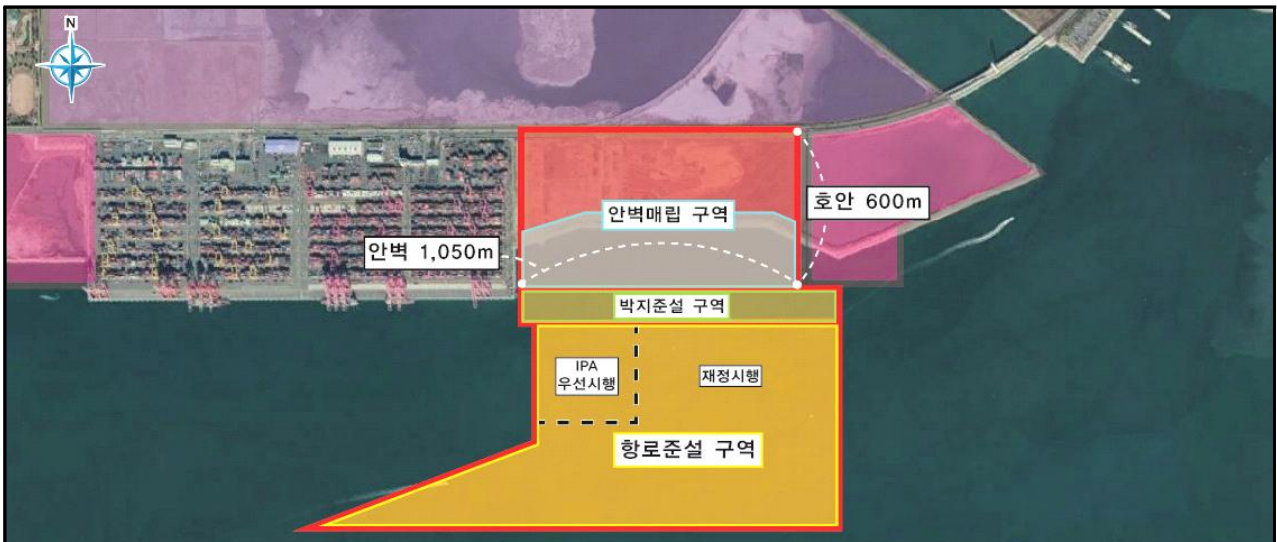 N
안벽매립 구역
호안 600m
안벽 1,050m
박지준설 구역
IPA
우선시행
재정시행
항로준설 구역